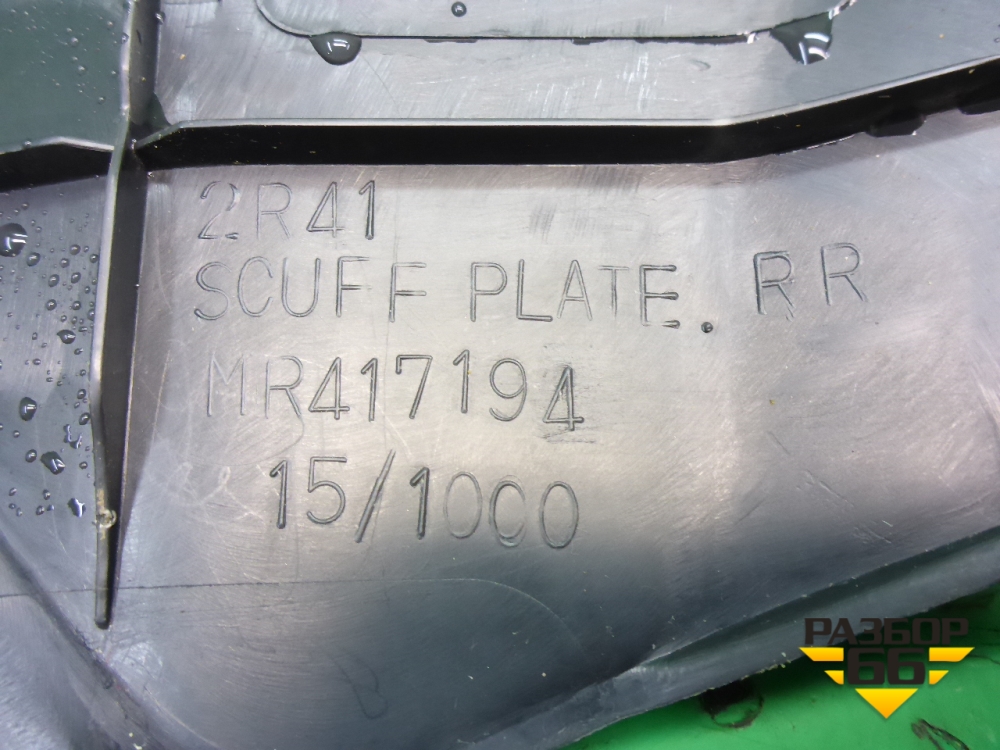 2R41
SCUFF PLATE. RR
MR417194
15/1000
РАЗБОР
66